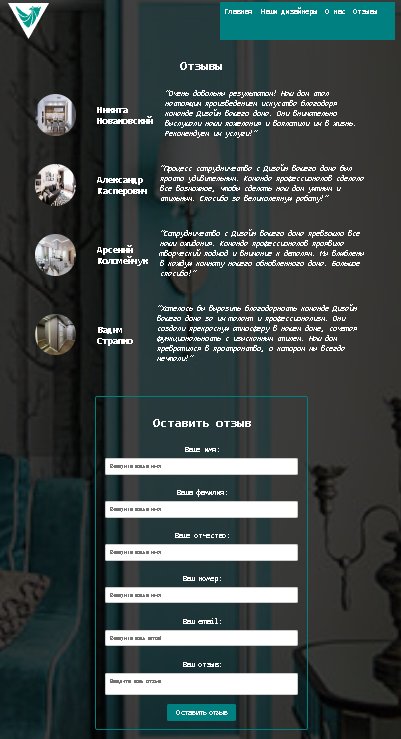 Главная Наши дизайнеры О нас Отзывы
Отзывы
"Очень довольны результатом! Наш дом стал
настоящим произведением искусства благодаря
команде Дизайн Вашего дома. Они внимательно
выслушали наши пожелания и воплотили их в жизнь.
Рекомендуем их услуги!"
Никита
Новаковский
"Процесс сотрудничества с Дизайн Вашего дома был
просто удивительным. Команда профессионалов сделала
все возможное, чтобы сделать наш дом уютным и
стильным. Спасибо за великолепную работу!"
Александр
Касперович
"Сотрудничество с Дизайн Вашего дома превзошло все
наши ожидания. Команда профессионалов проявила
творческий подход и внимание к деталям. Мы влюблены
в каждую комнату нашего обновленного дома. Большое
спасибо!"
Арсений
Коломейчук
"Хотелось бы выразить благодарность команде Дизайн
Вашего дома за их талант и профессионализм. Они
создали прекрасную атмосферу в нашем доме, сочетая
функциональность с изысканным стилем. Наш дом
превратился в пространство, о котором мы всегда
мечтали!"
Вадим
Страпко
Оставить отзыв
Ваше имя:
Введите ваше имя
Ваша фамилия:
Введите ваше имя
Ваше отчество:
Введите ваше имя
Ваш номер:
Введите ваше имя
Ваш email:
Введите ваш email
Ваш отзыв:
Введите ваш отзыв
Оставить отзыв